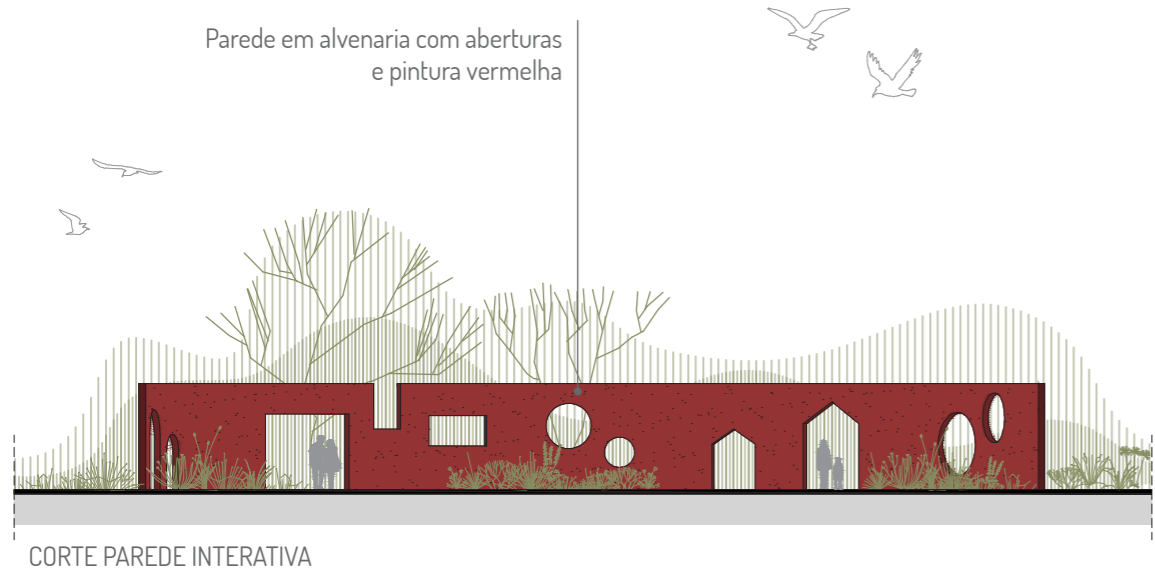 Parede em alvenaria com aberturas
e pintura vermelha
CORTE PAREDE INTERATIVA